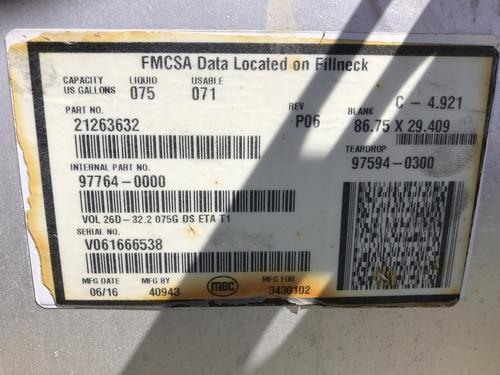 FMCSA Data Located on Fillneck
CAPACITY LIQUID USABLE
US GALLONS 075 071
C - 4.921
PART NO. REV BLANK
21263632 P06 86.75 X 29.409
TEARDROP
INTERNAL PART NO. 97594-0300
97764-0000
VOL 26D-32.2 075G DS ETA T1
SERIAL NO.
V061666538
MFG DATE MFG BY MFG FOR
06/16 40943 mec 3430102